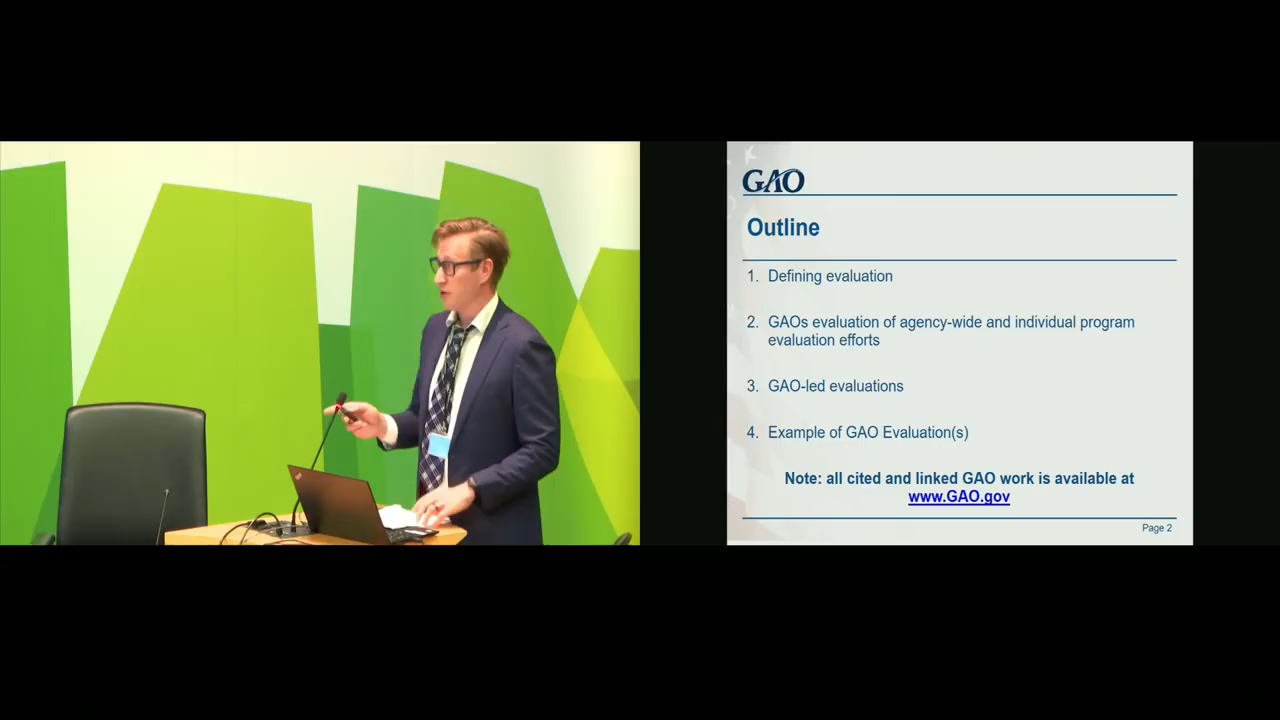 GAO
Outline
1. Defining evaluation
2. GAOs evaluation of agency-wide and individual program
evaluation efforts
3. GAO-led evaluations
4. Example of GAO Evaluation(s)
Note: all cited and linked GAO work is available at
www.GAO.gov
Page 2